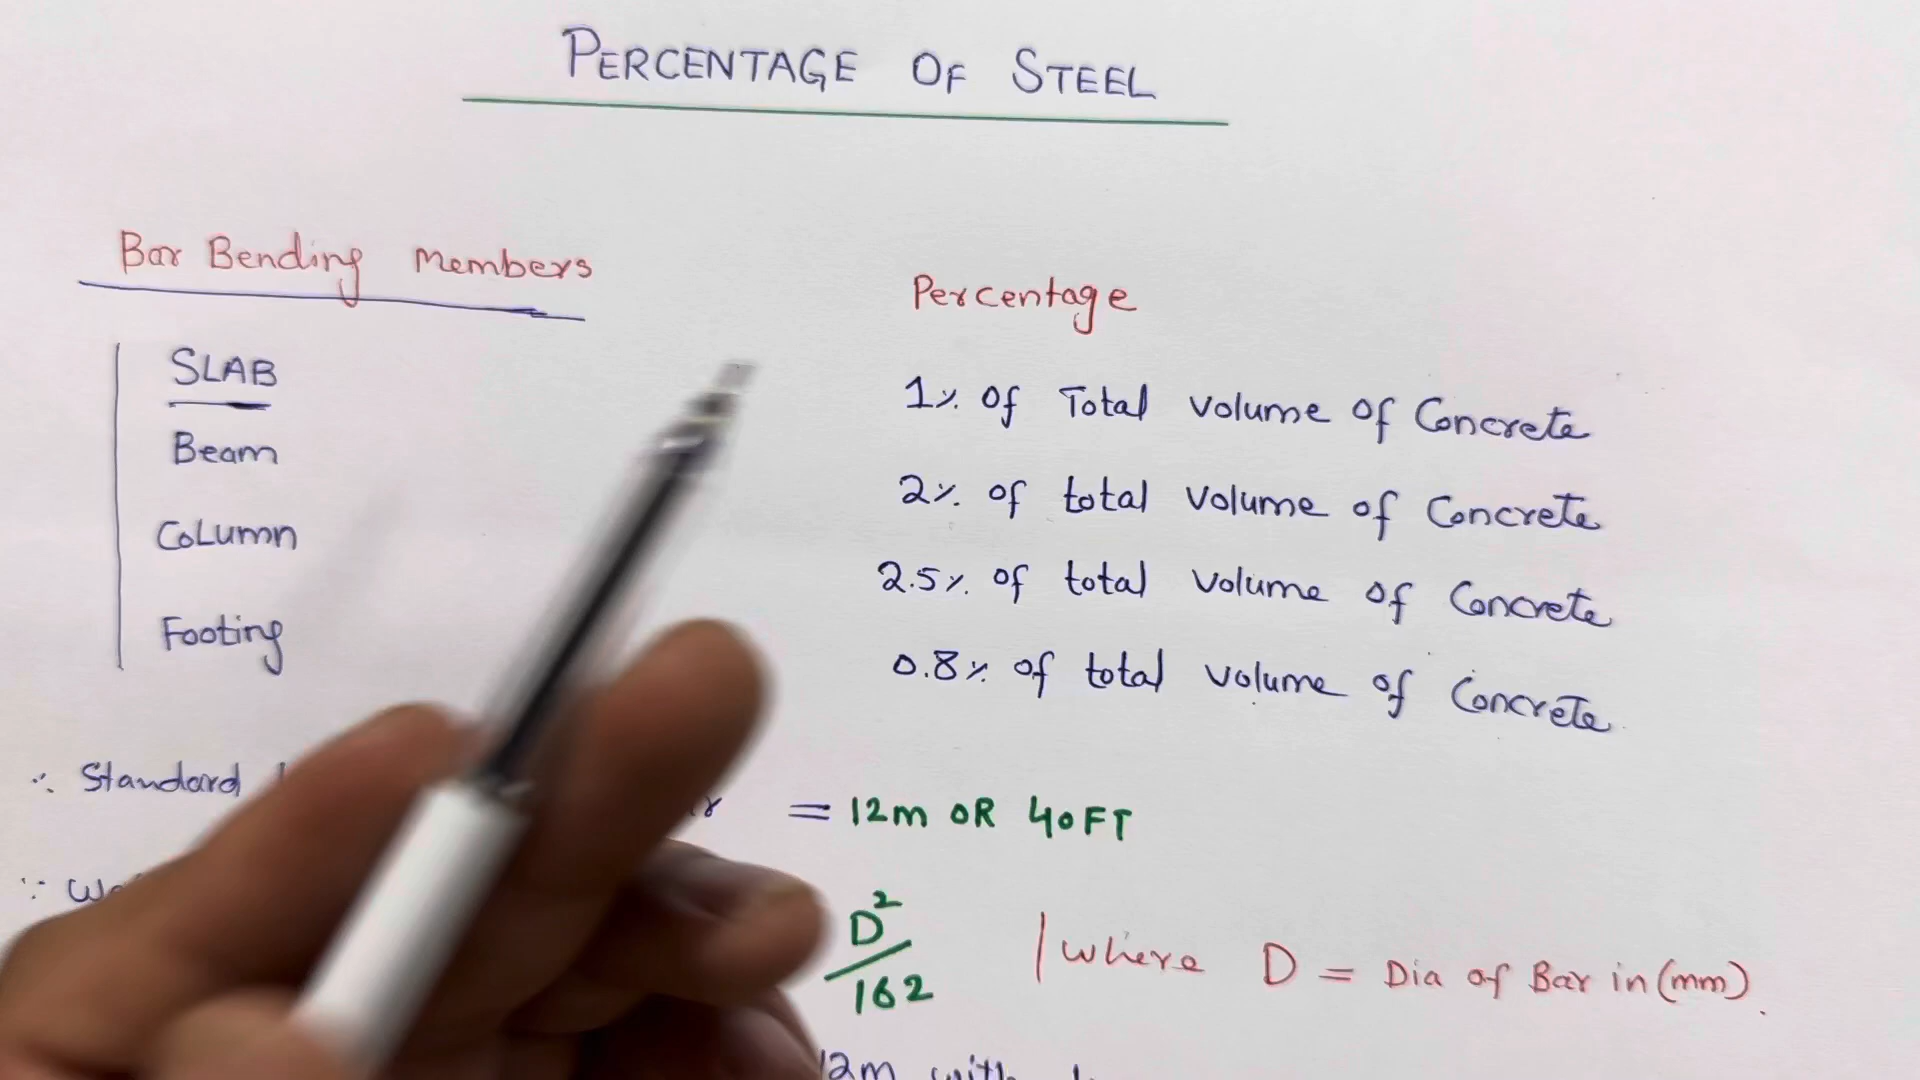 PERCENTAGE OF STEEL
Bar Bending Members
Percentage
SLAB
1% of Total volume of Concrete
Beam
2% of total volume of Concrete
CoLumn
2.5% of total volume of Concrete
Footing
0.8% of total volume of Concrete
∴ Standard
= 12m OR 40FT
D²/162 | where D = Dia of Bar in (mm).
12m with